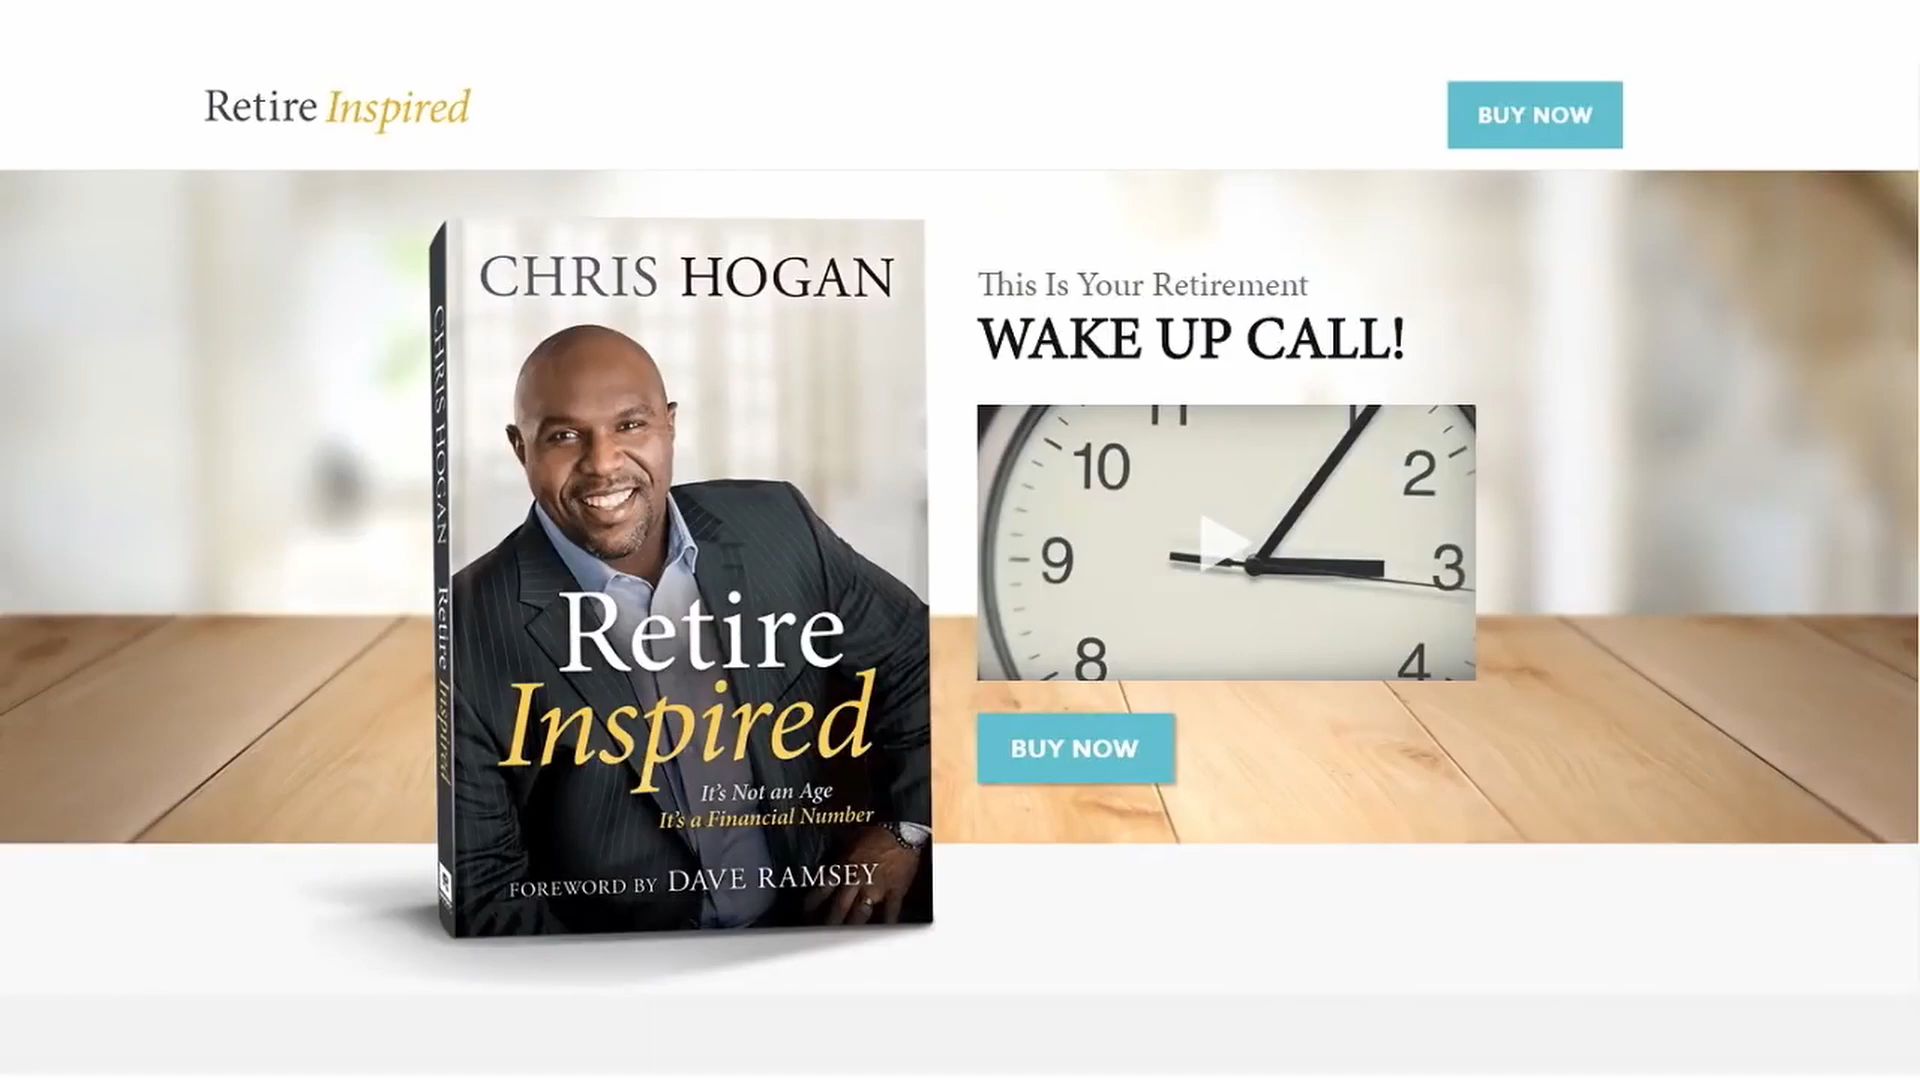 Retire Inspired
BUY NOW
CHRIS HOGAN
CHRIS HOGAN Retire Inspired
Retire
Inspired
It's Not an Age
It's a Financial Number
FOREWORD BY DAVE RAMSEY
This Is Your Retirement
WAKE UP CALL!
11 1
10 2
9 3
8 4
BUY NOW